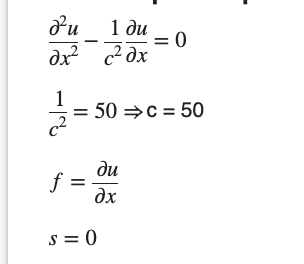 ∂²u/∂x² − 1/c² ∂u/∂x = 0
1/c² = 50 ⇒ c = 50
f = ∂u/∂x
s = 0